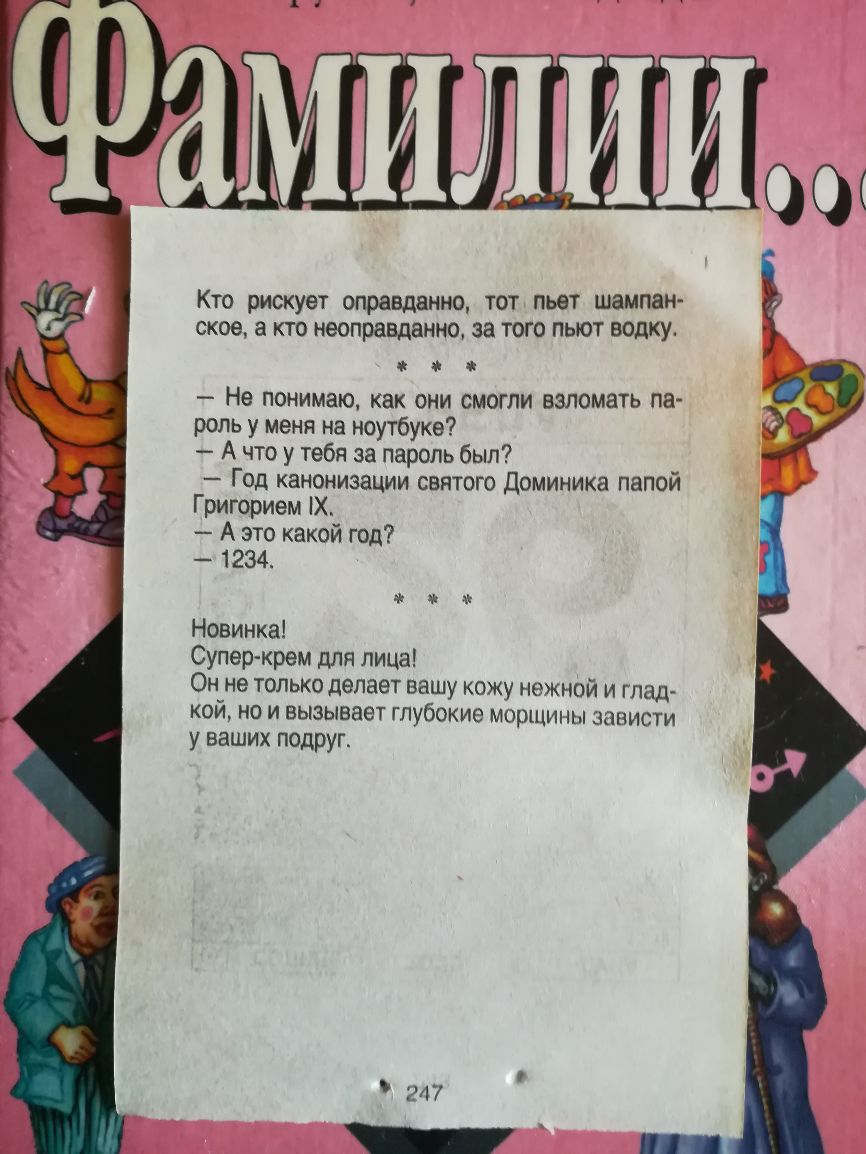 Фамилии...
Кто рискует оправданно, тот пьет шампан-
ское, а кто неоправданно, за того пьют водку.
* * *
— Не понимаю, как они смогли взломать па-
роль у меня на ноутбуке?
— А что у тебя за пароль был?
— Год канонизации святого Доминика папой
Григорием IX.
— А это какой год?
— 1234.
* * *
Новинка!
Супер-крем для лица!
Он не только делает вашу кожу нежной и глад-
кой, но и вызывает глубокие морщины зависти
у ваших подруг.
247